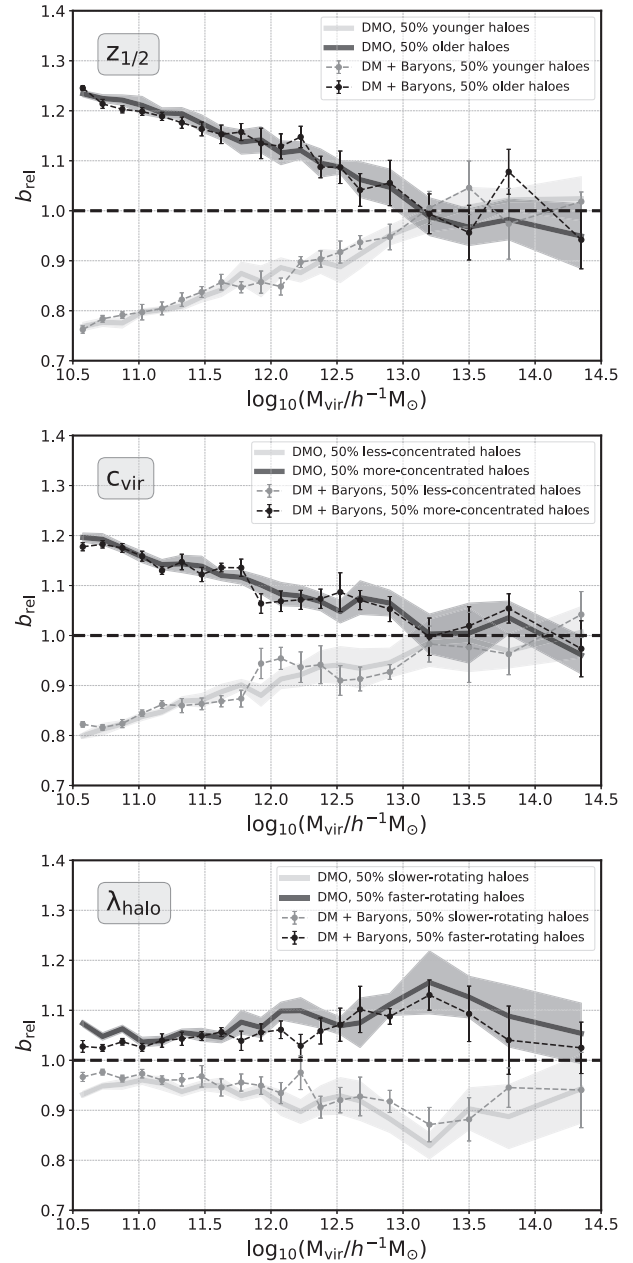 z1/2
DMO, 50% younger haloes
DMO, 50% older haloes
DM + Baryons, 50% younger haloes
DM + Baryons, 50% older haloes
brel
1.4
1.3
1.2
1.1
1.0
0.9
0.8
0.7
10.5 11.0 11.5 12.0 12.5 13.0 13.5 14.0 14.5
log10(Mvir/h−1M⊙)
cvir
DMO, 50% less-concentrated haloes
DMO, 50% more-concentrated haloes
DM + Baryons, 50% less-concentrated haloes
DM + Baryons, 50% more-concentrated haloes
brel
1.4
1.3
1.2
1.1
1.0
0.9
0.8
0.7
10.5 11.0 11.5 12.0 12.5 13.0 13.5 14.0 14.5
log10(Mvir/h−1M⊙)
λhalo
DMO, 50% slower-rotating haloes
DMO, 50% faster-rotating haloes
DM + Baryons, 50% slower-rotating haloes
DM + Baryons, 50% faster-rotating haloes
brel
1.4
1.3
1.2
1.1
1.0
0.9
0.8
0.7
10.5 11.0 11.5 12.0 12.5 13.0 13.5 14.0 14.5
log10(Mvir/h−1M⊙)